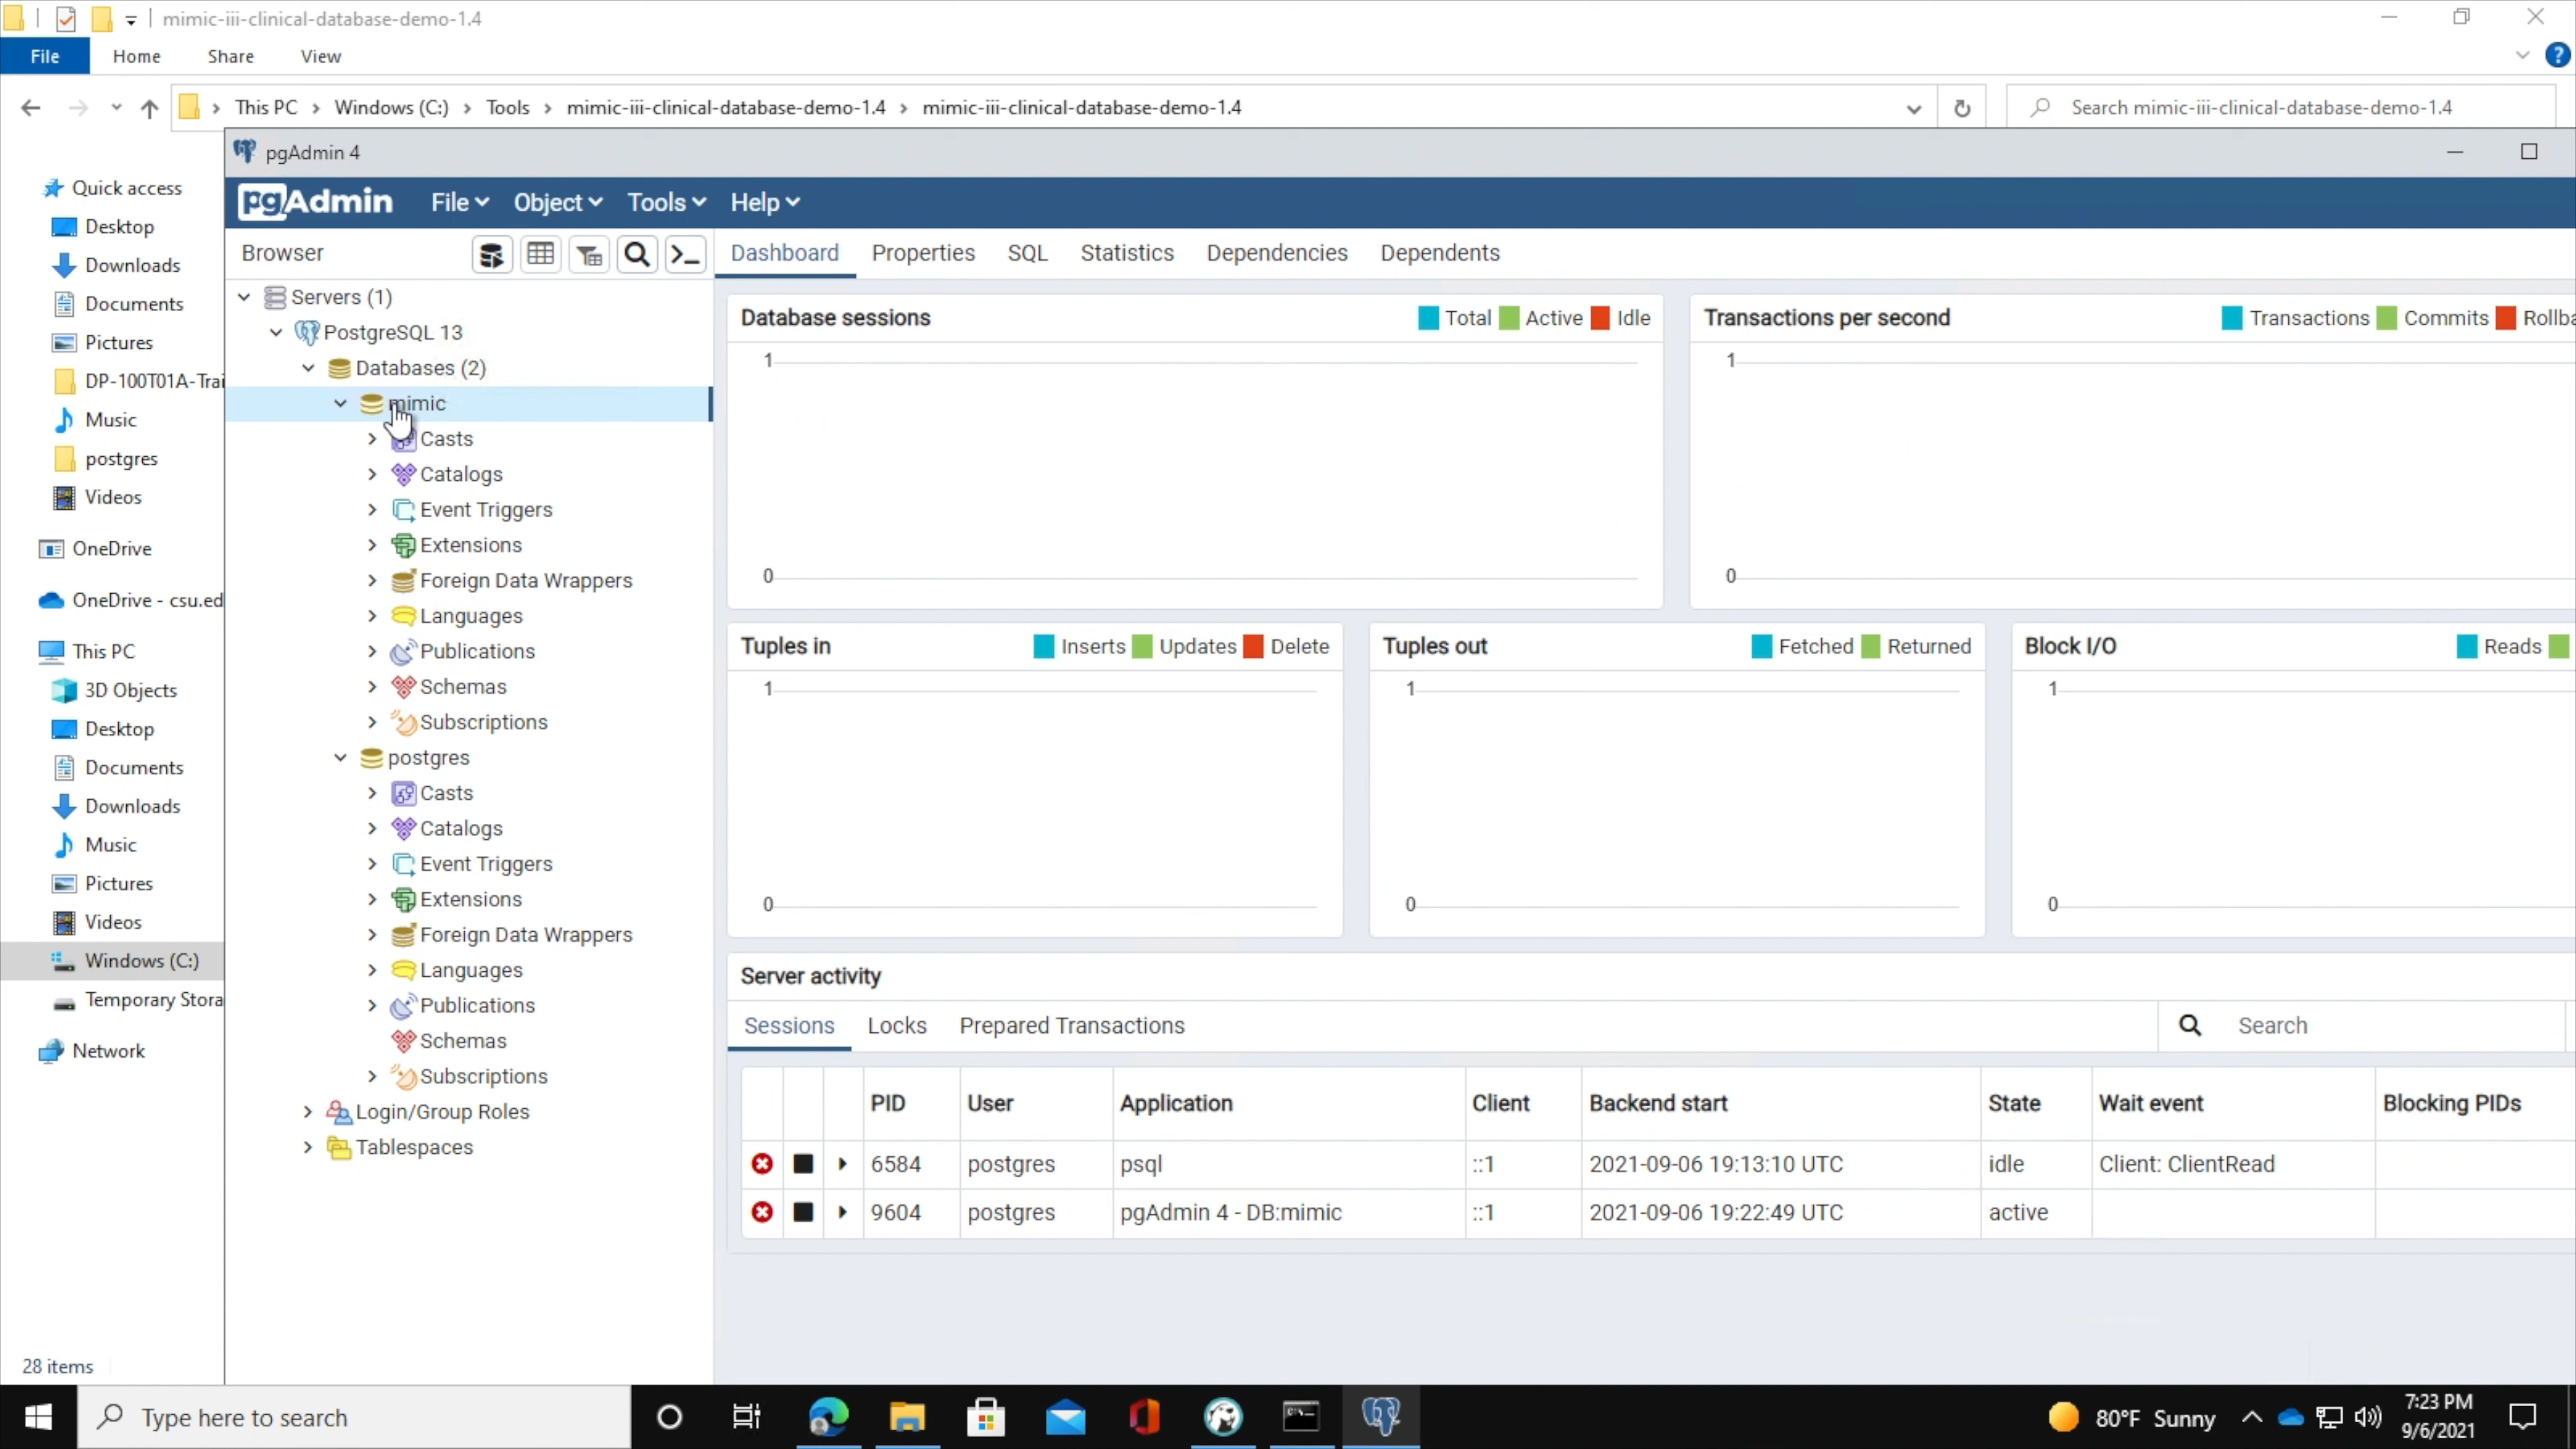 mimic-iii-clinical-database-demo-1.4
File Home Share View
This PC Windows (C:) Tools mimic-iii-clinical-database-demo-1.4 mimic-iii-clinical-database-demo-1.4
Search mimic-iii-clinical-database-demo-1.4
pgAdmin 4
pgAdmin File Object Tools Help
Quick access
Desktop
Downloads
Documents
Pictures
DP-100T01A-Trai
Music
postgres
Videos
OneDrive
OneDrive - csu.ed
This PC
3D Objects
Desktop
Documents
Downloads
Music
Pictures
Videos
Windows (C:)
Temporary Stora
Network
28 items
Browser
Servers (1)
PostgreSQL 13
Databases (2)
mimic
Casts
Catalogs
Event Triggers
Extensions
Foreign Data Wrappers
Languages
Publications
Schemas
Subscriptions
postgres
Casts
Catalogs
Event Triggers
Extensions
Foreign Data Wrappers
Languages
Publications
Schemas
Subscriptions
Login/Group Roles
Tablespaces
Dashboard Properties SQL Statistics Dependencies Dependents
Database sessions Total Active Idle
1
0
Transactions per second Transactions Commits Rollba
1
0
Tuples in Inserts Updates Delete
1
0
Tuples out Fetched Returned
1
0
Block I/O Reads
1
0
Server activity
Sessions Locks Prepared Transactions Search
PID User Application Client Backend start State Wait event Blocking PIDs
6584 postgres psql ::1 2021-09-06 19:13:10 UTC idle Client: ClientRead
9604 postgres pgAdmin 4 - DB:mimic ::1 2021-09-06 19:22:49 UTC active
Type here to search
80°F Sunny
7:23 PM
9/6/2021